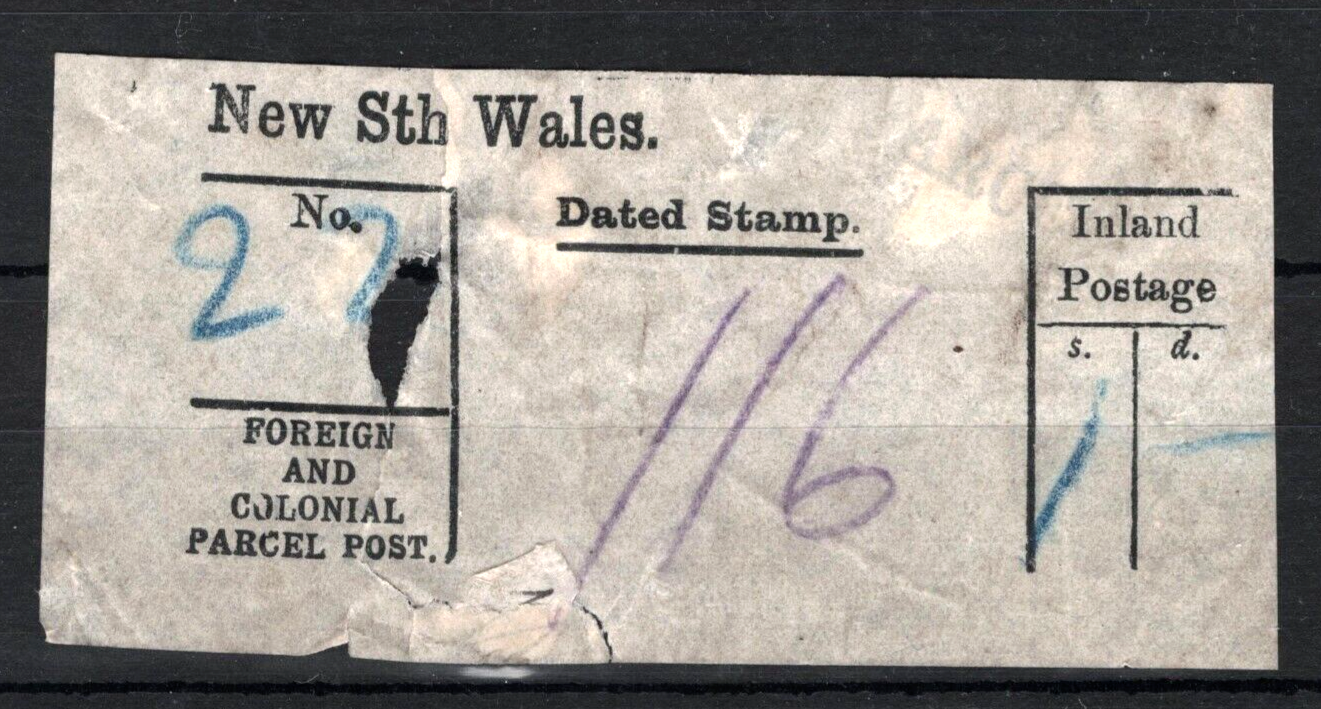 New Sth Wales.
No.
27
FOREIGN
AND
COLONIAL
PARCEL POST.
Dated Stamp.
1/6
Inland
Postage
s. d.
1 -